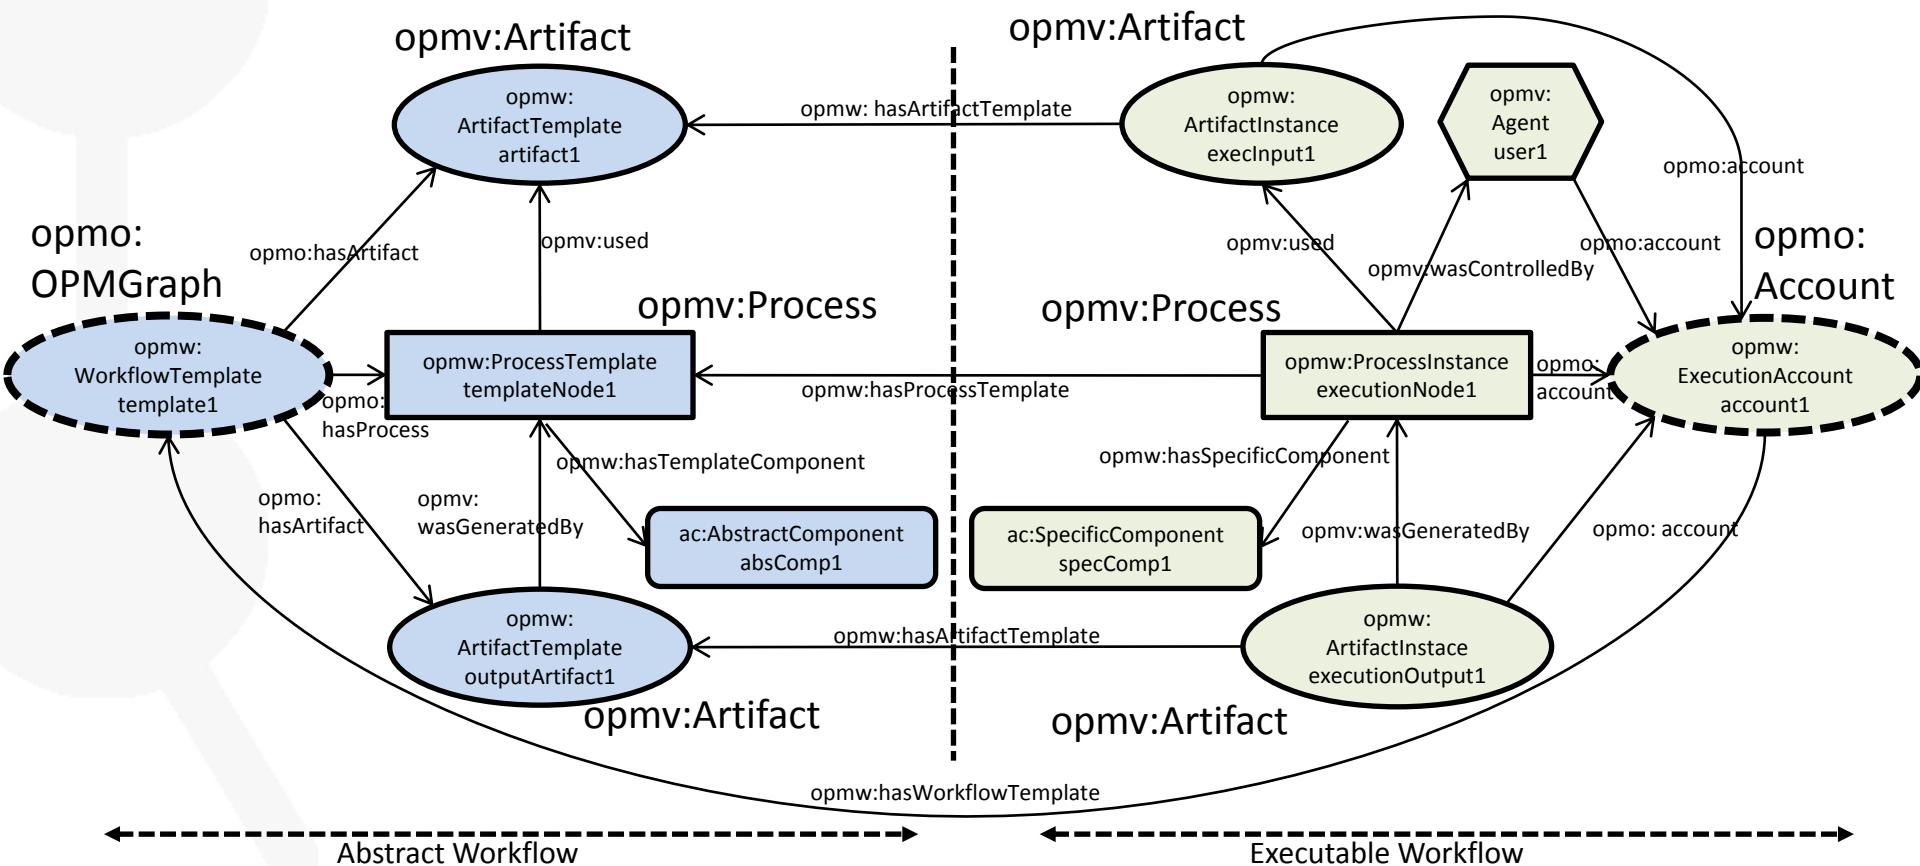 opmv:Artifact
opmv:Artifact
opmw:
ArtifactTemplate
artifact1
opmw: hasArtifactTemplate
opmw:
ArtifactInstance
execInput1
opmv:
Agent
user1
opmo:account
opmo:
OPMGraph
opmo:hasArtifact
opmv:used
opmv:used
opmv:wasControlledBy
opmo:account
opmo:
Account
opmv:Process
opmv:Process
opmw:
WorkflowTemplate
template1
opmo:
hasProcess
opmw:ProcessTemplate
templateNode1
opmw:hasProcessTemplate
opmw:ProcessInstance
executionNode1
opmo:
account
opmw:
ExecutionAccount
account1
opmw:hasTemplateComponent
opmw:hasSpecificComponent
opmo:
hasArtifact
opmv:
wasGeneratedBy
ac:AbstractComponent
absComp1
ac:SpecificComponent
specComp1
opmv:wasGeneratedBy
opmo: account
opmw:
ArtifactTemplate
outputArtifact1
opmw:hasArtifactTemplate
opmw:
ArtifactInstace
executionOutput1
opmv:Artifact
opmv:Artifact
opmw:hasWorkflowTemplate
Abstract Workflow
Executable Workflow